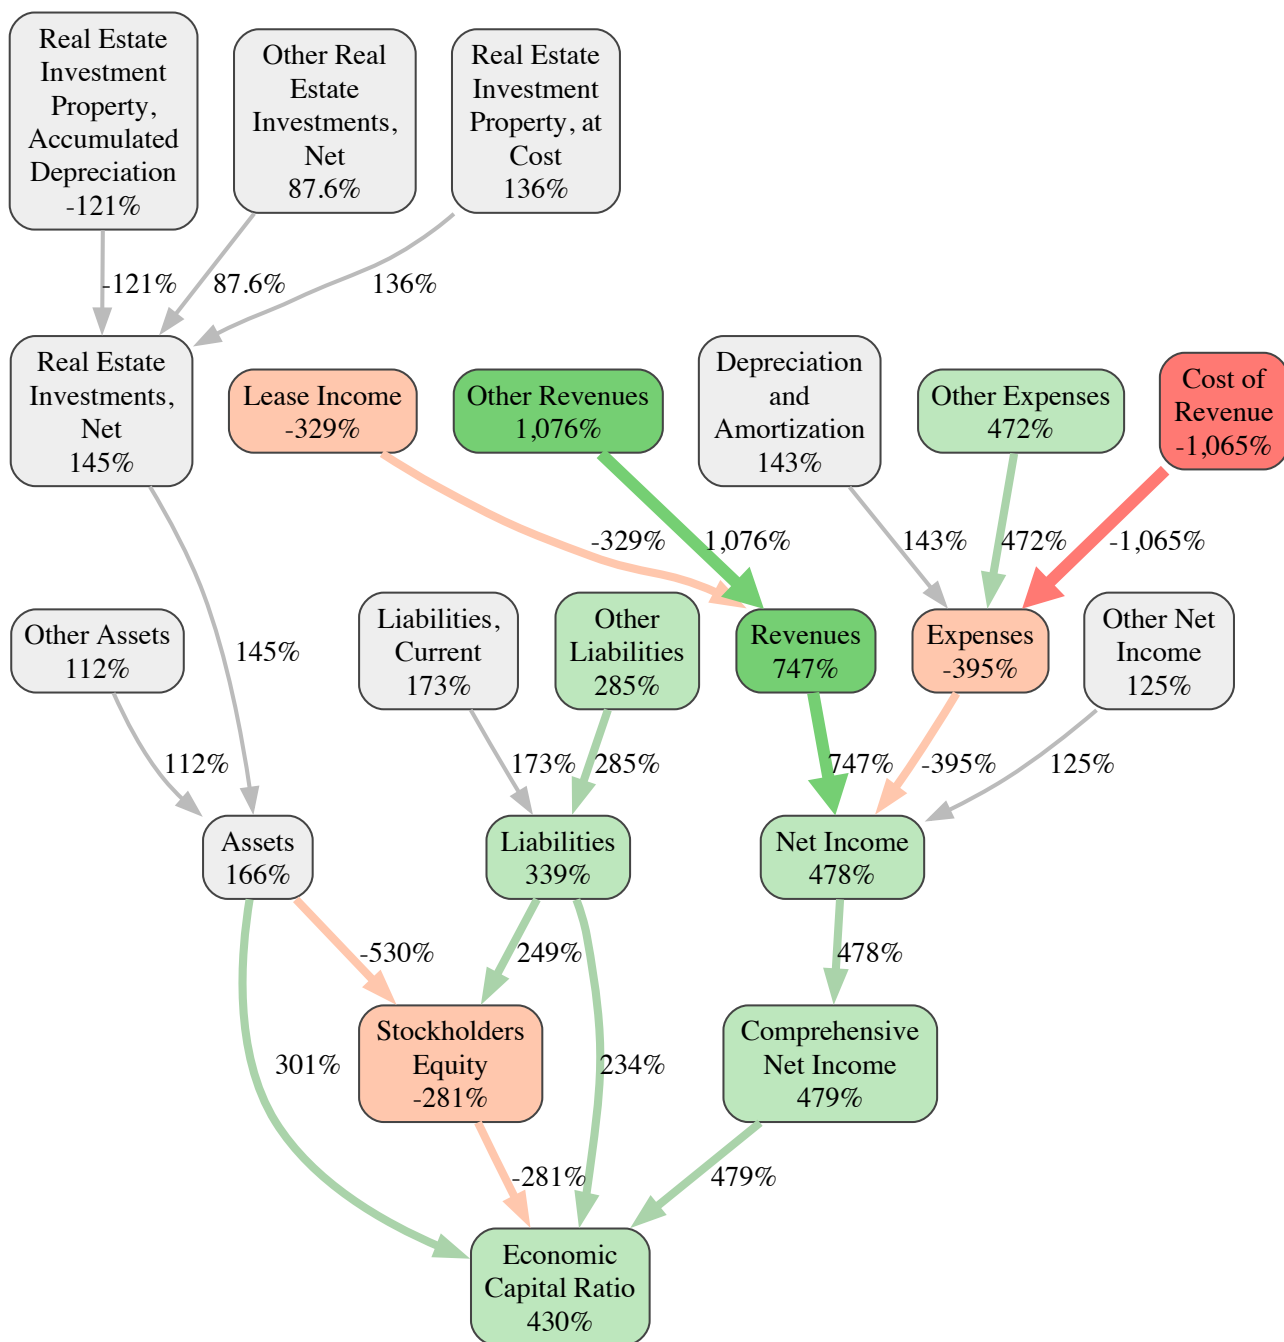 Real Estate
Investment
Property,
Accumulated
Depreciation
-121%
Other Real
Estate
Investments,
Net
87.6%
Real Estate
Investment
Property, at
Cost
136%
-121%
87.6%
136%
Real Estate
Investments,
Net
145%
Lease Income
-329%
Other Revenues
1,076%
Depreciation
and
Amortization
143%
Other Expenses
472%
Cost of
Revenue
-1,065%
-329%
1,076%
143%
472%
-1,065%
Other Assets
112%
145%
Liabilities,
Current
173%
Other
Liabilities
285%
Revenues
747%
Expenses
-395%
Other Net
Income
125%
112%
173%
285%
747%
-395%
125%
Assets
166%
Liabilities
339%
Net Income
478%
-530%
249%
478%
301%
Stockholders
Equity
-281%
234%
Comprehensive
Net Income
479%
-281%
479%
Economic
Capital Ratio
430%